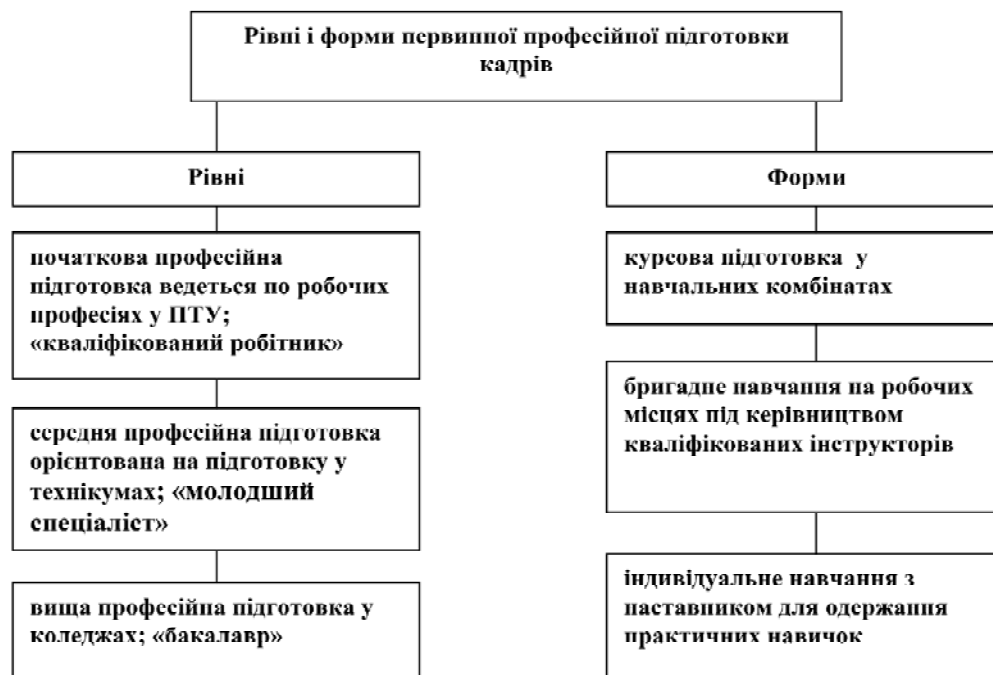 Рівні і форми первинної професійної підготовки
кадрів
Рівні
Форми
початкова професійна
підготовка ведеться по робочих
професіях у ПТУ;
«кваліфікований робітник»
середня професійна підготовка
орієнтована на підготовку у
технікумах; «молодший
спеціаліст»
вища професійна підготовка у
коледжах; «бакалавр»
курсова підготовка у
навчальних комбінатах
бригадне навчання на робочих
місцях під керівництвом
кваліфікованих інструкторів
індивідуальне навчання з
наставником для одержання
практичних навичок